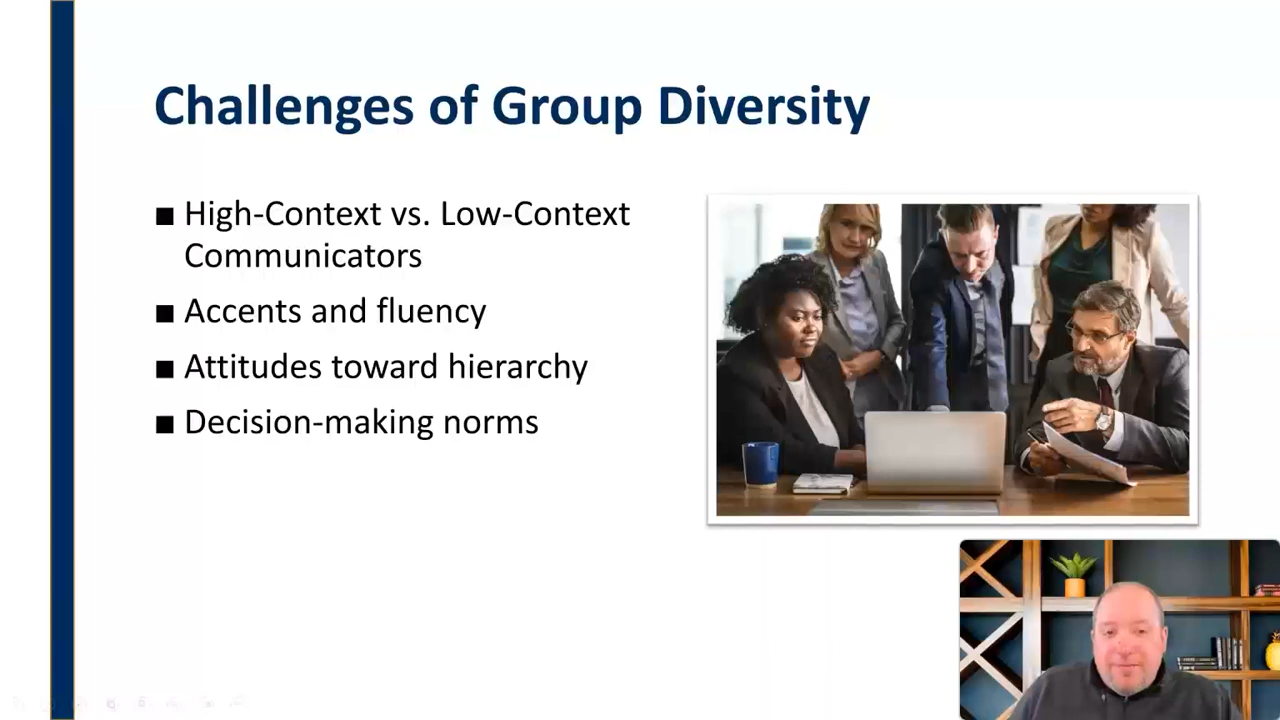 Challenges of Group Diversity
■ High-Context vs. Low-Context
Communicators
■ Accents and fluency
■ Attitudes toward hierarchy
■ Decision-making norms